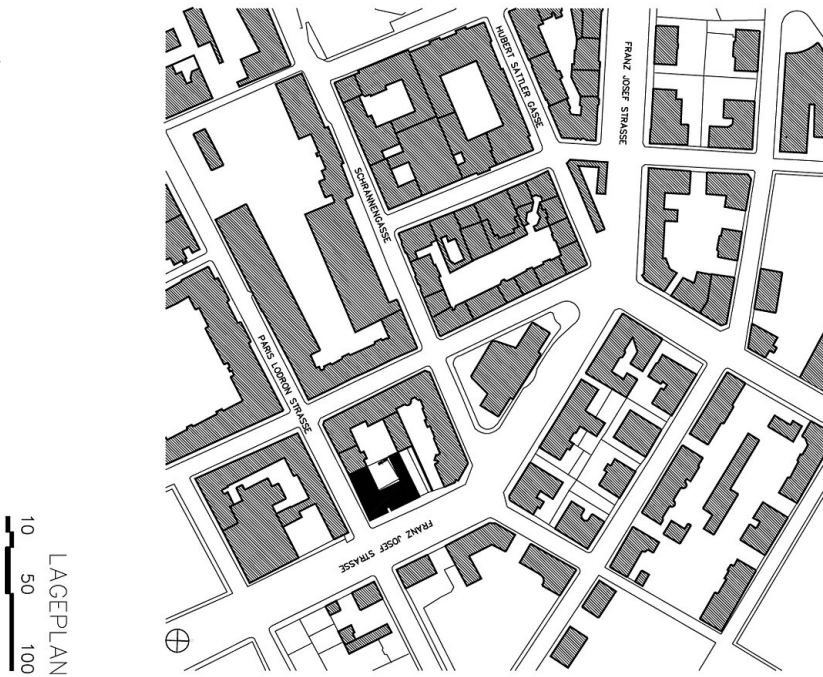 HUBERT SATTLER GASSE
FRANZ JOSEF STRASSE
SCHRANNENGASSE
PARIS LODRON STRASSE
FRANZ JOSEF STRASSE
LAGEPLAN
10 50 100